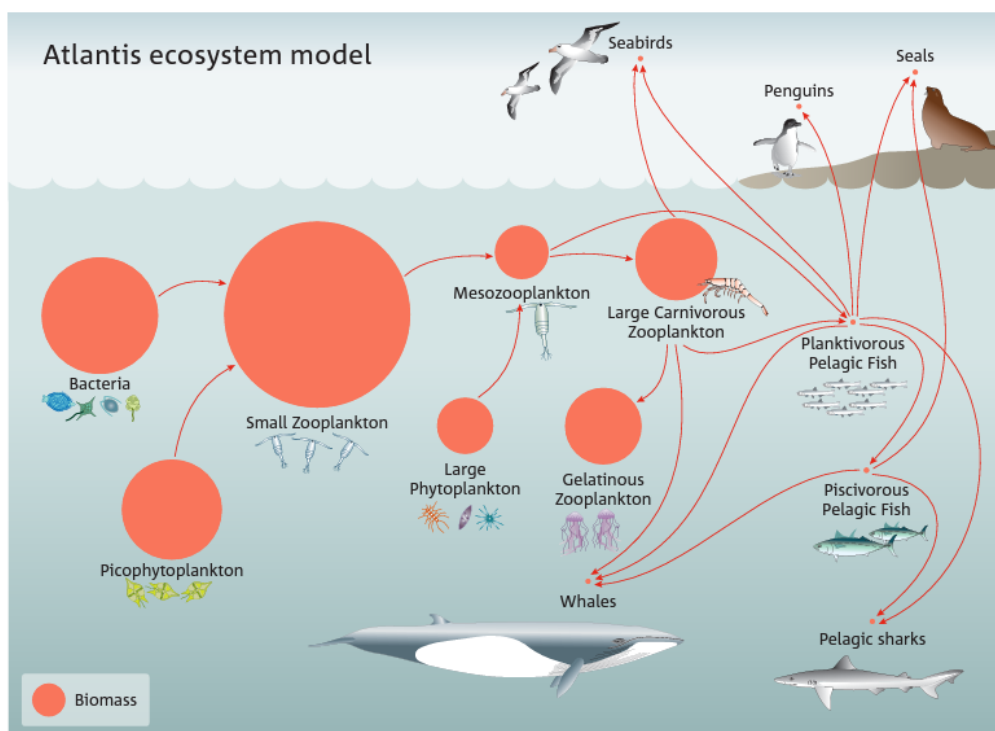 Atlantis ecosystem model
Seabirds
Seals
Penguins
Mesozooplankton
Large Carnivorous
Zooplankton
Planktivorous
Pelagic Fish
Bacteria
Small Zooplankton
Large
Phytoplankton
Gelatinous
Zooplankton
Piscivorous
Pelagic Fish
Picophytoplankton
Whales
Pelagic sharks
Biomass